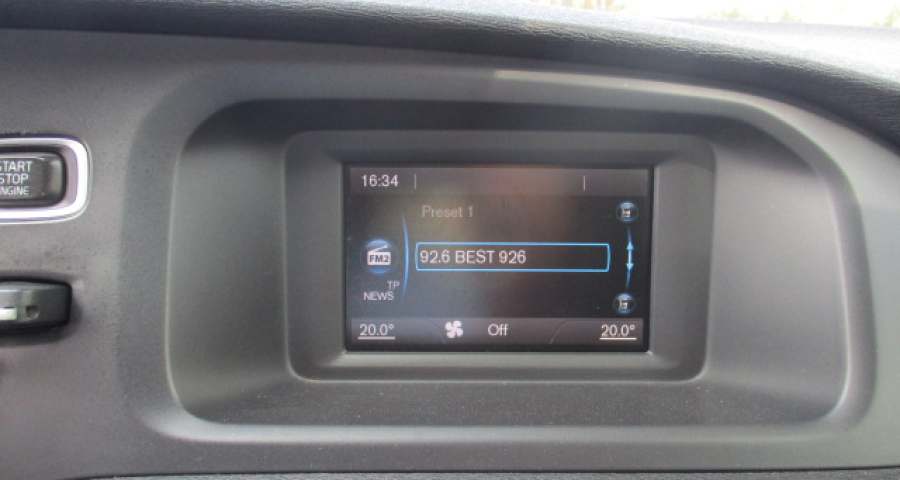 START
STOP
ENGINE
16:34
Preset 1
FM2
92.6 BEST 926
TP
NEWS
20.0° Off 20.0°